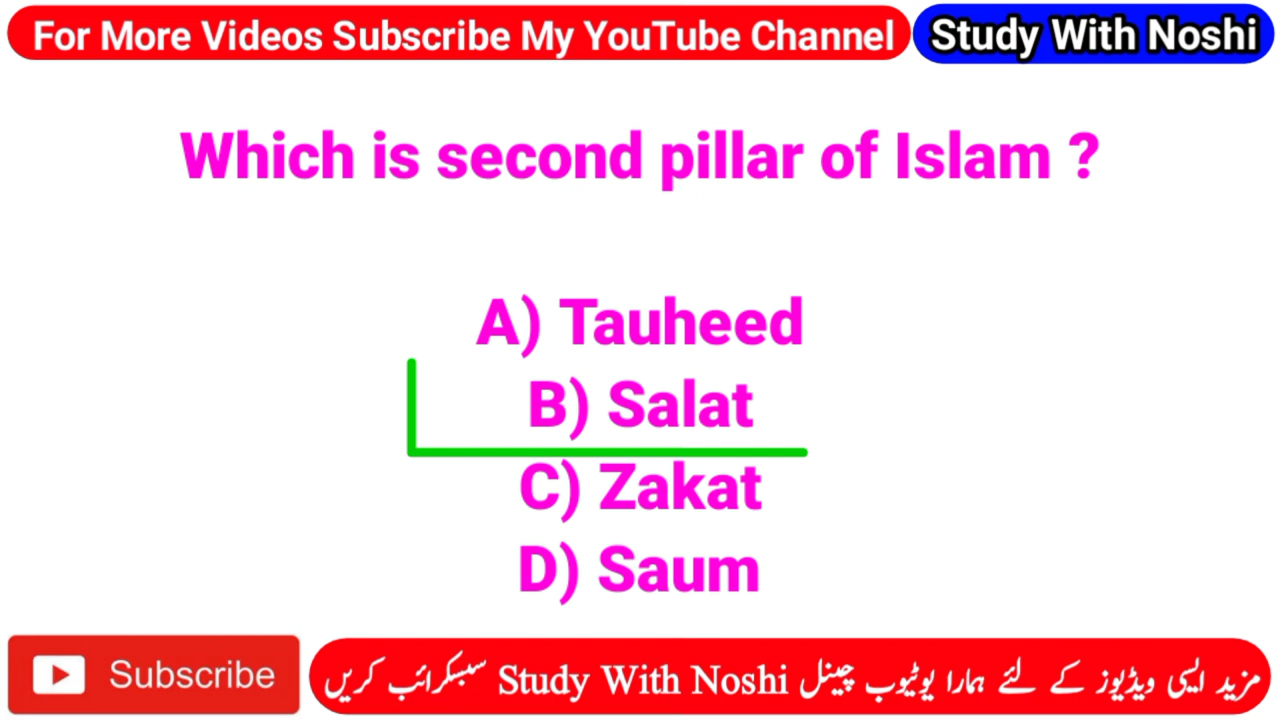 For More Videos Subscribe My YouTube Channel
Study With Noshi
Which is second pillar of Islam ?
A) Tauheed
B) Salat
C) Zakat
D) Saum
Subscribe
مزید ایسی ویڈیوز کے لئے ہمارا یوٹیوب چینل Study With Noshi سبسکرائب کریں